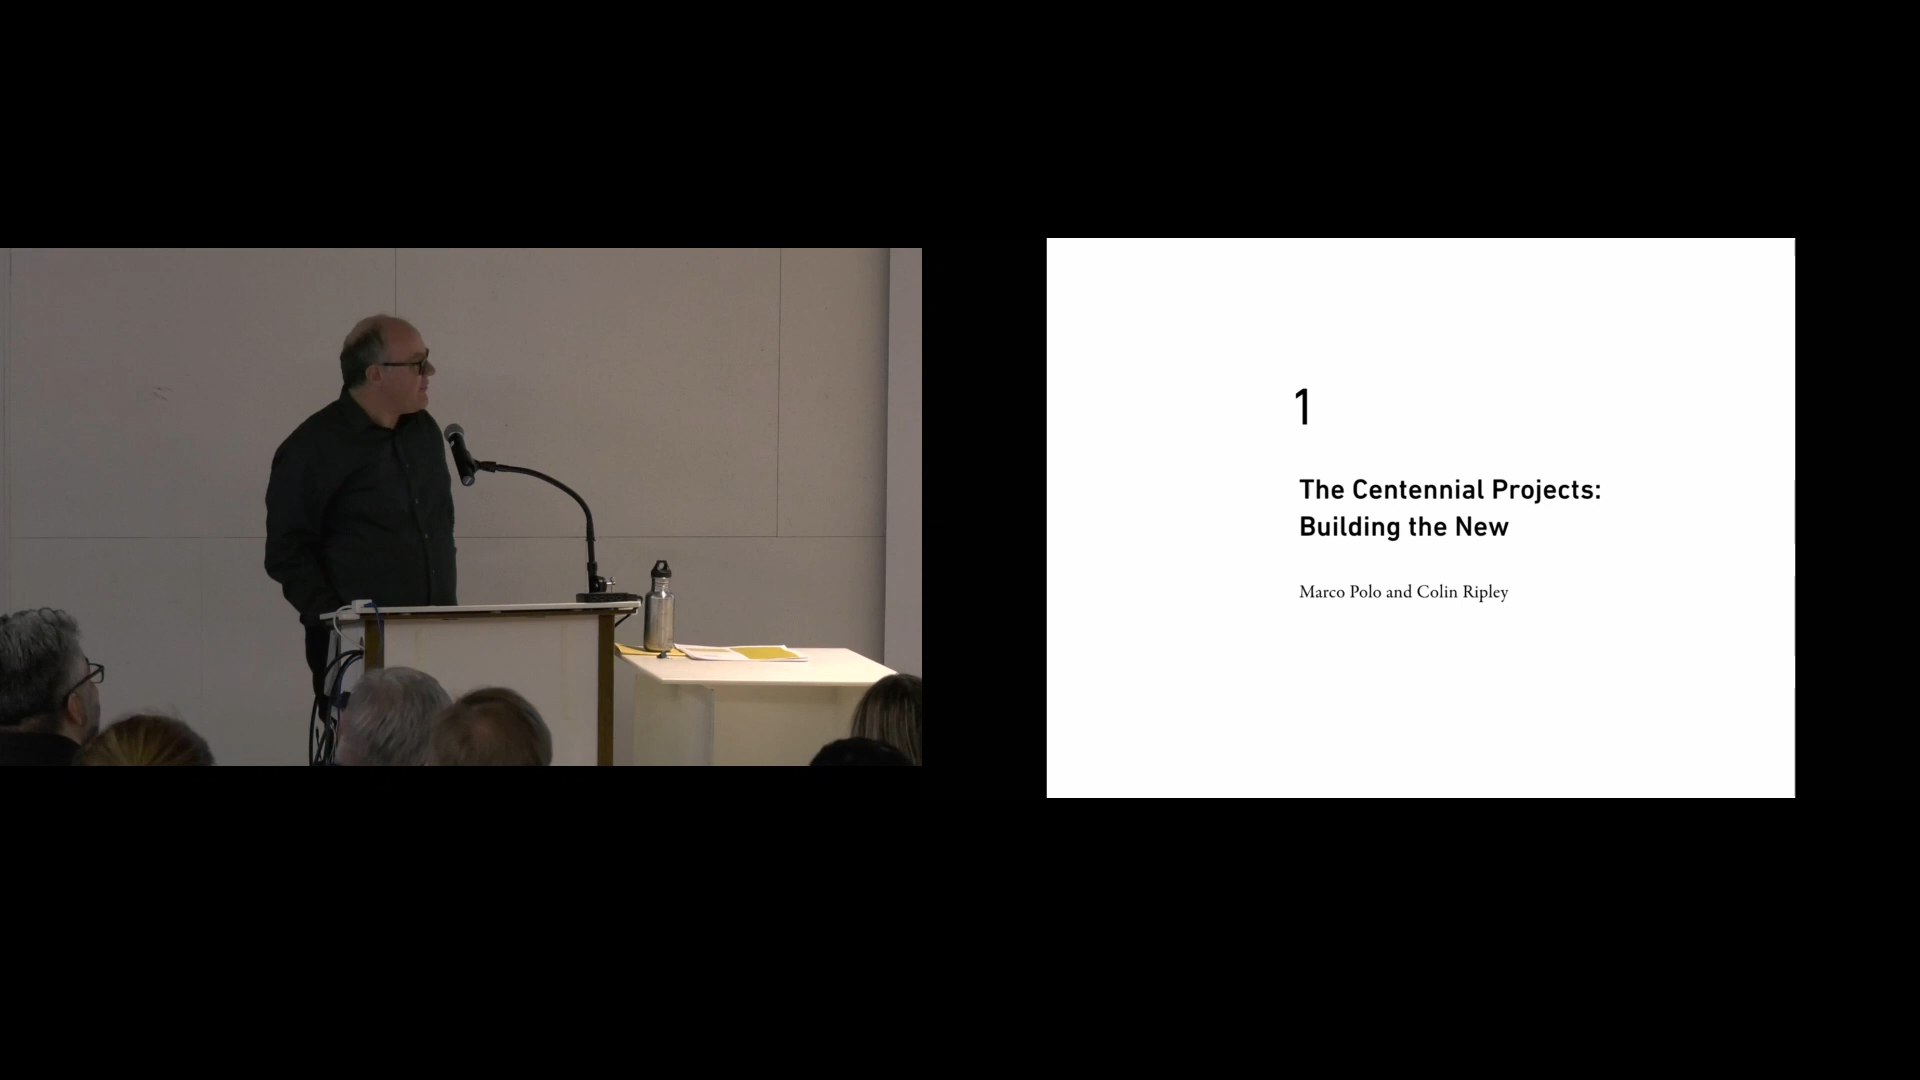 1
The Centennial Projects:
Building the New
Marco Polo and Colin Ripley